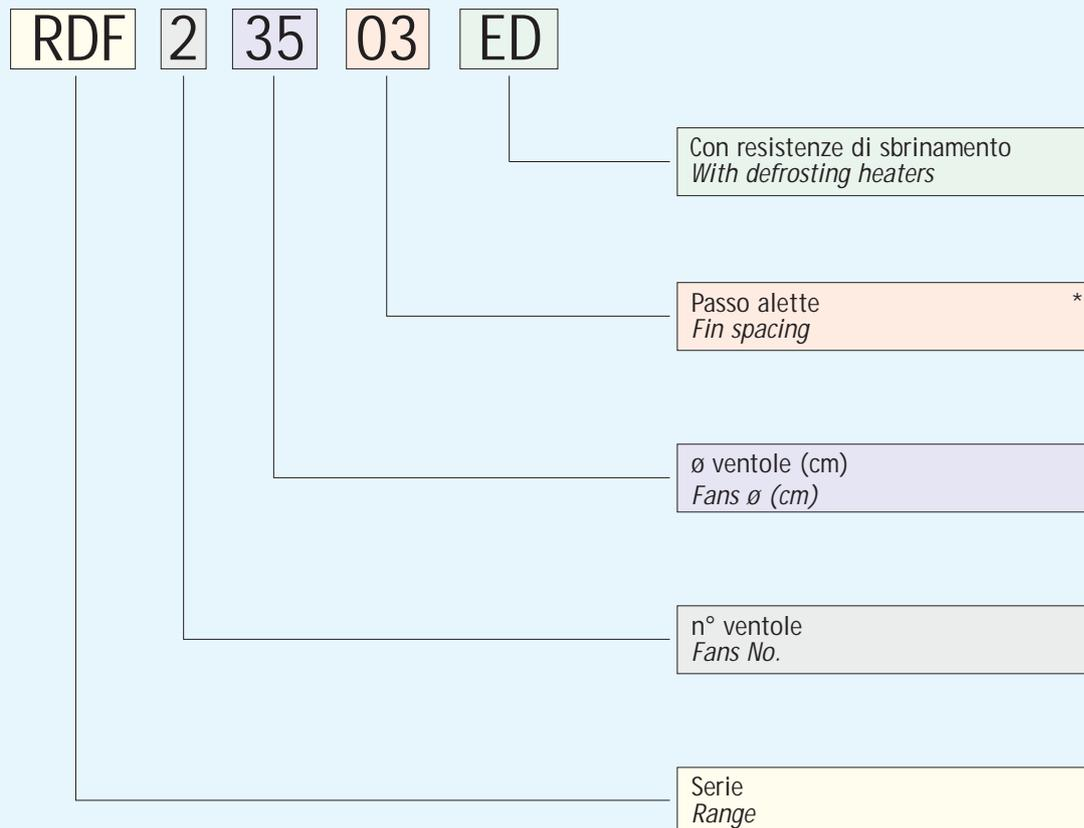 RDF 2 35 03 ED
Con resistenze di sbrinamento
With defrosting heaters
Passo alette *
Fin spacing
ø ventole (cm)
Fans ø (cm)
n° ventole
Fans No.
Serie
Range